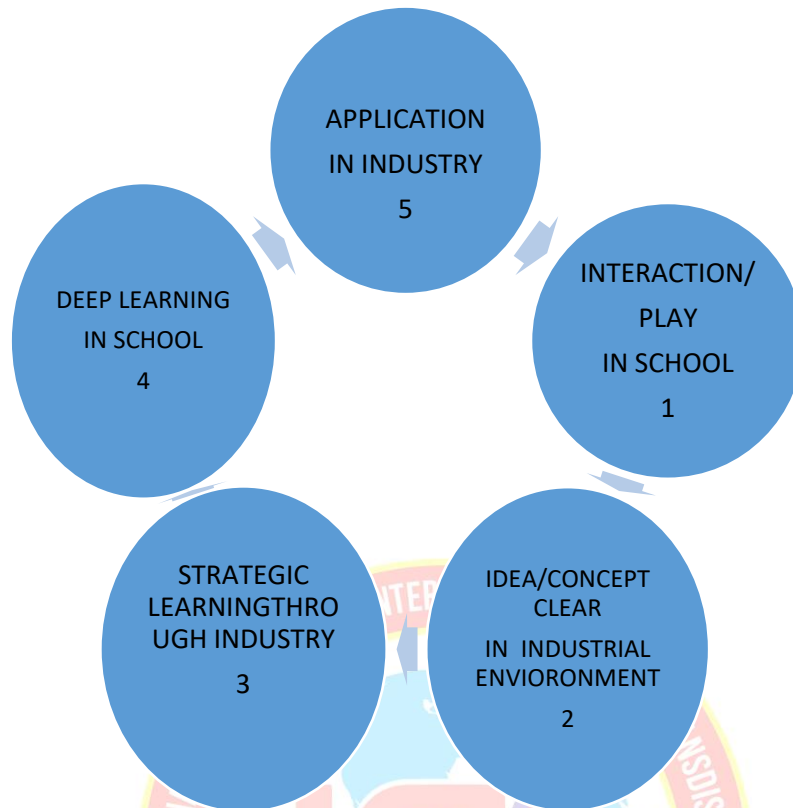 APPLICATION
IN INDUSTRY
5
INTERACTION/
PLAY
IN SCHOOL
1
DEEP LEARNING
IN SCHOOL
4
STRATEGIC
LEARNINGTHRO
UGH INDUSTRY
3
IDEA/CONCEPT
CLEAR
IN INDUSTRIAL
ENVIORONMENT
2